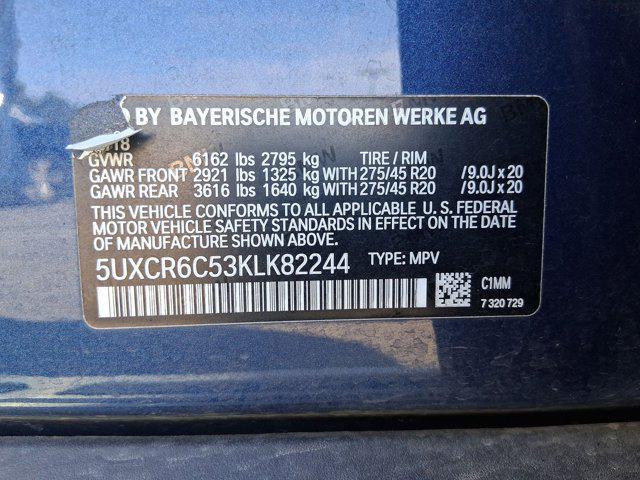 BY BAYERISCHE MOTOREN WERKE AG
GVWR 6162 lbs 2795 kg TIRE / RIM
GAWR FRONT 2921 lbs 1325 kg WITH 275/45 R20 /9.0J x 20
GAWR REAR 3616 lbs 1640 kg WITH 275/45 R20 /9.0J x 20
THIS VEHICLE CONFORMS TO ALL APPLICABLE U. S. FEDERAL
MOTOR VEHICLE SAFETY STANDARDS IN EFFECT ON THE DATE
OF MANUFACTURE SHOWN ABOVE.
5UXCR6C53KLK82244 TYPE: MPV
C1MM
7 320 729